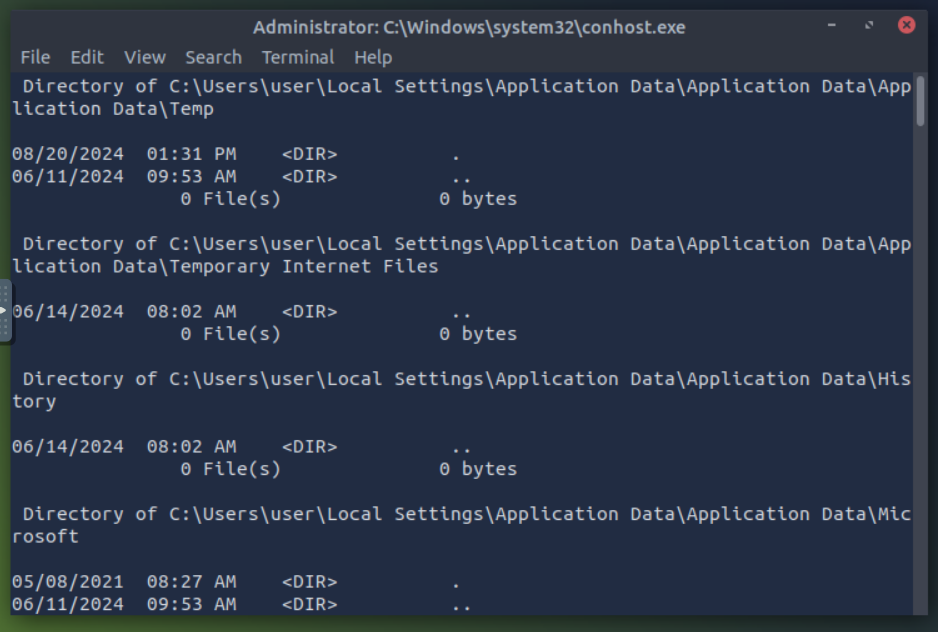 Administrator: C:\Windows\system32\conhost.exe
File Edit View Search Terminal Help
 Directory of C:\Users\user\Local Settings\Application Data\Application Data\App
lication Data\Temp
08/20/2024  01:31 PM    <DIR>          .
06/11/2024  09:53 AM    <DIR>          ..
               0 File(s)              0 bytes
 Directory of C:\Users\user\Local Settings\Application Data\Application Data\App
lication Data\Temporary Internet Files
06/14/2024  08:02 AM    <DIR>          ..
               0 File(s)              0 bytes
 Directory of C:\Users\user\Local Settings\Application Data\Application Data\His
tory
06/14/2024  08:02 AM    <DIR>          ..
               0 File(s)              0 bytes
 Directory of C:\Users\user\Local Settings\Application Data\Application Data\Mic
rosoft
05/08/2021  08:27 AM    <DIR>          .
06/11/2024  09:53 AM    <DIR>          ..